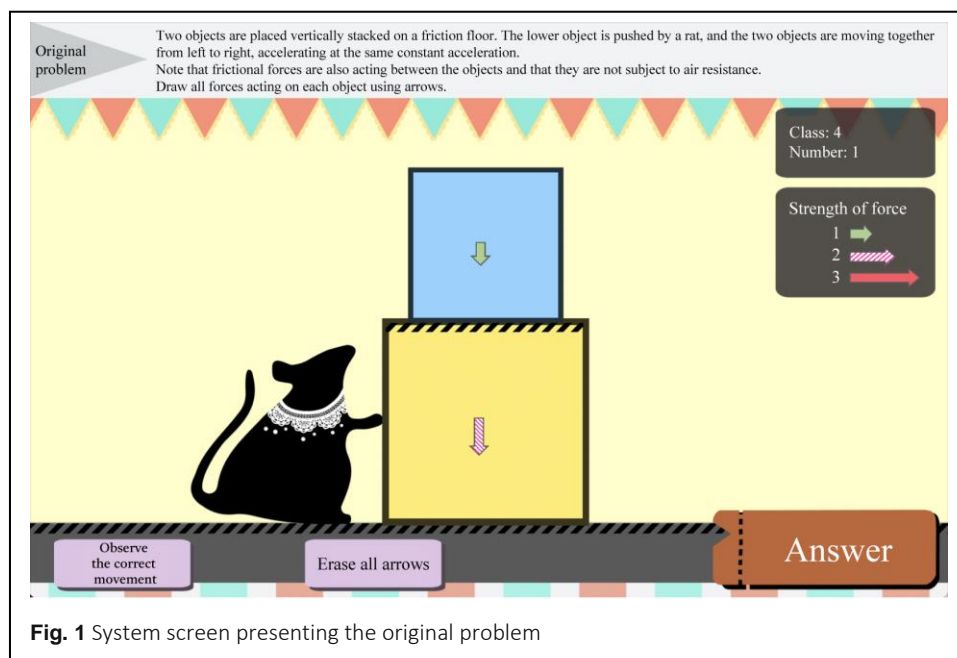 Original
problem
Two objects are placed vertically stacked on a friction floor. The lower object is pushed by a rat, and the two objects are moving together
from left to right, accelerating at the same constant acceleration.
Note that frictional forces are also acting between the objects and that they are not subject to air resistance.
Draw all forces acting on each object using arrows.
Class: 4
Number: 1
Strength of force
1
2
3
Observe
the correct
movement
Erase all arrows
Answer
Fig. 1 System screen presenting the original problem